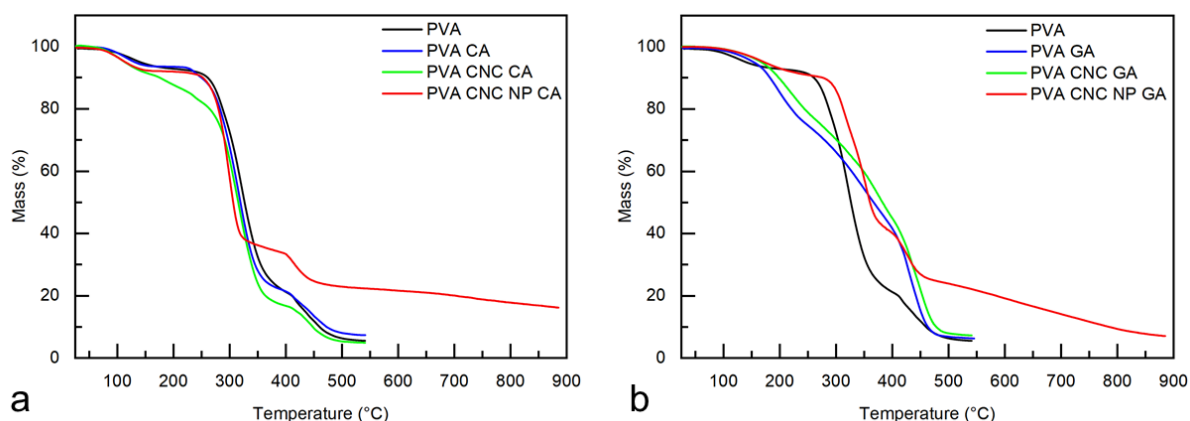 PVA
PVA CA
PVA CNC CA
PVA CNC NP CA
100
80
60
40
20
0
Mass (%)
100 200 300 400 500 600 700 800 900
Temperature (°C)
a
PVA
PVA GA
PVA CNC GA
PVA CNC NP GA
100
80
60
40
20
0
Mass (%)
100 200 300 400 500 600 700 800 900
Temperature (°C)
b